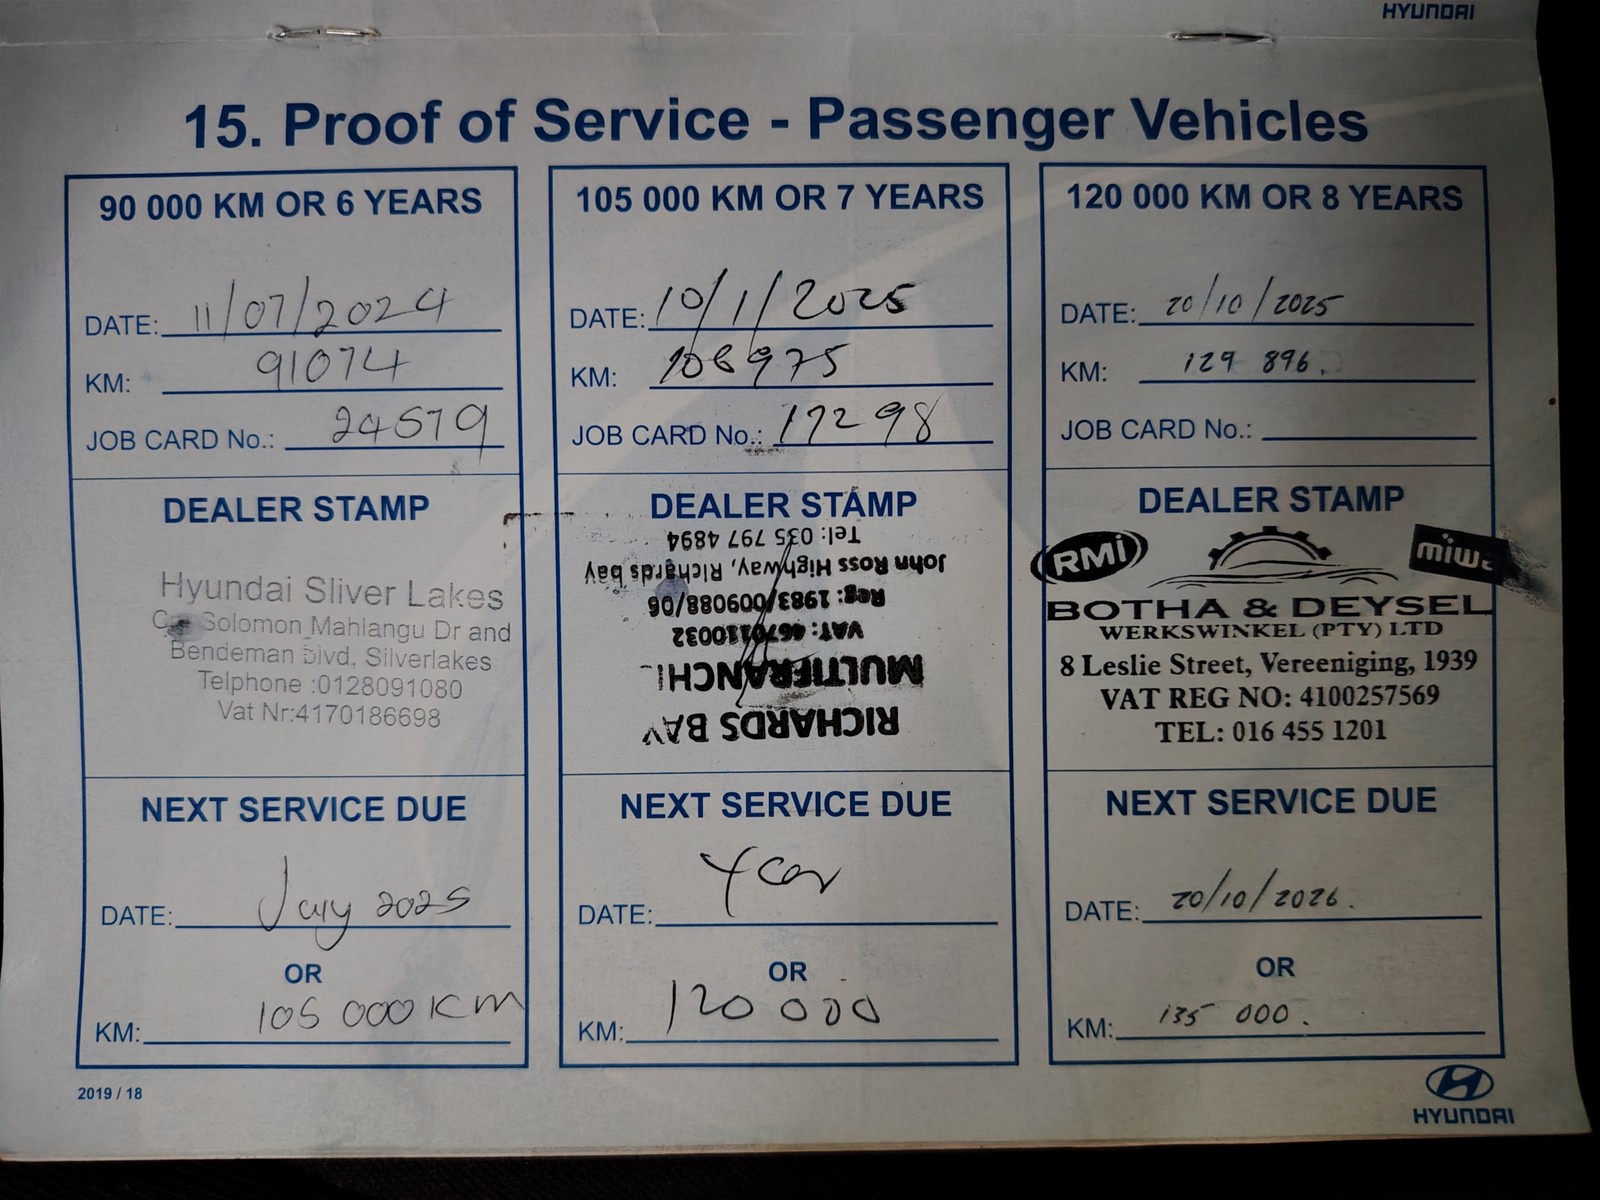 HYUNDAI
15. Proof of Service - Passenger Vehicles
90 000 KM OR 6 YEARS
DATE: 11/07/2024
KM: 91074
JOB CARD No.: 24579
DEALER STAMP
Hyundai Sliver Lakes
Solomon Mahlangu Dr and
Bendeman blvd, Silverlakes
Telphone :0128091080
Vat Nr:4170186698
NEXT SERVICE DUE
DATE: July 2025
OR
KM: 105 000 KM
105 000 KM OR 7 YEARS
DATE: 10/1/2025
KM: 106975
JOB CARD No.: 17298
DEALER STAMP
RICHARDS BAY
MULTIFRANCHI
VAT: 4670110032
Reg: 1983/009088/06
John Ross Highway, Richards bay
Tel: 035 797 4894
NEXT SERVICE DUE
DATE: Year
OR
KM: 120 000
120 000 KM OR 8 YEARS
DATE: 20/10/2025
KM: 129 896.
JOB CARD No.:
DEALER STAMP
RMi
miwa
BOTHA & DEYSEL
WERKSWINKEL (PTY) LTD
8 Leslie Street, Vereeniging, 1939
VAT REG NO: 4100257569
TEL: 016 455 1201
NEXT SERVICE DUE
DATE: 20/10/2026.
OR
KM: 135 000.
2019 / 18
HYUNDAI